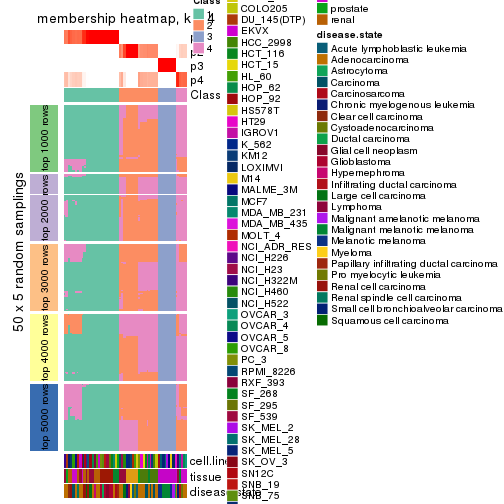 membership heatmap, k = 4
p1
p2
p3
p4
Class
50 x 5 random samplings
top 1000 rows
top 2000 rows
top 3000 rows
top 4000 rows
top 5000 rows
cell.line
tissue
disease.state
Class
1
2
3
4
COLO205
DU_145(DTP)
EKVX
HCC_2998
HCT_116
HCT_15
HL_60
HOP_62
HOP_92
HS578T
HT29
IGROV1
K_562
KM12
LOXIMVI
M14
MALME_3M
MCF7
MDA_MB_231
MDA_MB_435
MOLT_4
NCI_ADR_RES
NCI_H226
NCI_H23
NCI_H322M
NCI_H460
NCI_H522
OVCAR_3
OVCAR_4
OVCAR_5
OVCAR_8
PC_3
RPMI_8226
RXF_393
SF_268
SF_295
SF_539
SK_MEL_2
SK_MEL_28
SK_MEL_5
SK_OV_3
SN12C
SNB_19
SNB_75
prostate
renal
disease.state
Acute lymphoblastic leukemia
Adenocarcinoma
Astrocytoma
Carcinoma
Carcinosarcoma
Chronic myelogenous leukemia
Clear cell carcinoma
Cystoadenocarcinoma
Ductal carcinoma
Glial cell neoplasm
Glioblastoma
Hypernephroma
Infiltrating ductal carcinoma
Large cell carcinoma
Lymphoma
Malignant amelanotic melanoma
Malignant melanotic melanoma
Melanotic melanoma
Myeloma
Papillary infiltrating ductal carcinoma
Pro myelocytic leukemia
Renal cell carcinoma
Renal spindle cell carcinoma
Small cell bronchioalveolar carcinoma
Squamous cell carcinoma